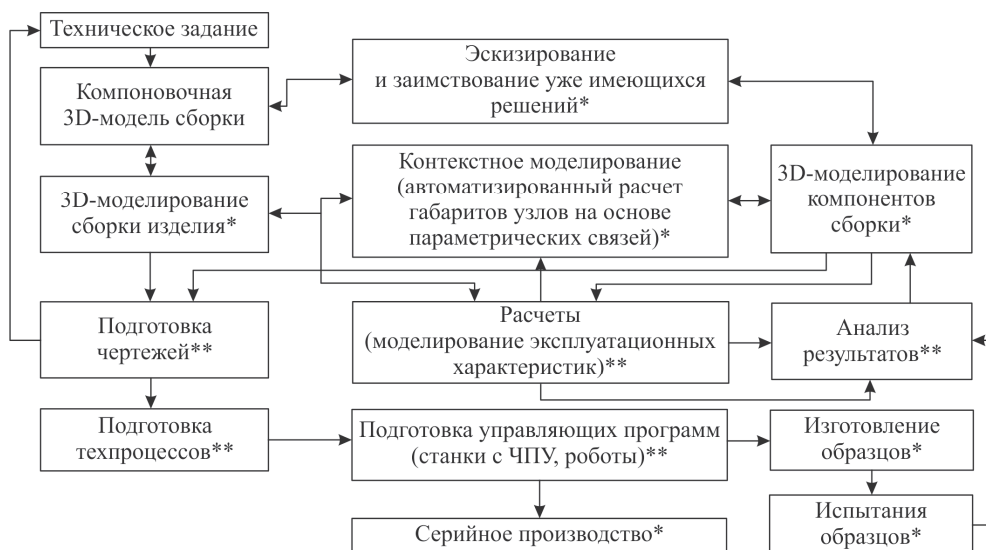 Техническое задание
Компоновочная
3D-модель сборки
Эскизирование
и заимствование уже имеющихся
решений*
3D-моделирование
сборки изделия*
Контекстное моделирование
(автоматизированный расчет
габаритов узлов на основе
параметрических связей)*
3D-моделирование
компонентов
сборки*
Подготовка
чертежей**
Расчеты
(моделирование эксплуатационных
характеристик)**
Анализ
результатов**
Подготовка
техпроцессов**
Подготовка управляющих программ
(станки с ЧПУ, роботы)**
Изготовление
образцов*
Серийное производство*
Испытания
образцов*